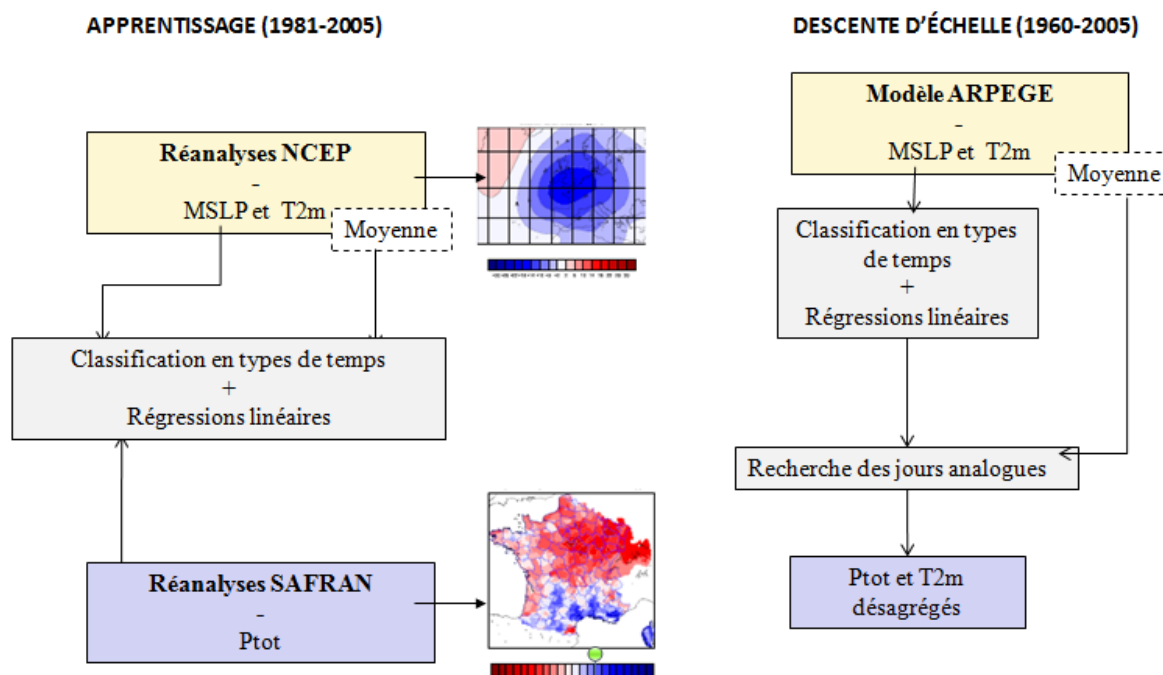 APPRENTISSAGE (1981-2005)
Réanalyses NCEP
-
MSLP et T2m
Moyenne
Classification en types de temps
+
Régressions linéaires
Réanalyses SAFRAN
-
Ptot
DESCENTE D'ÉCHELLE (1960-2005)
Modèle ARPEGE
-
MSLP et T2m
Moyenne
Classification en types
de temps
+
Régressions linéaires
Recherche des jours analogues
Ptot et T2m
désagrégés